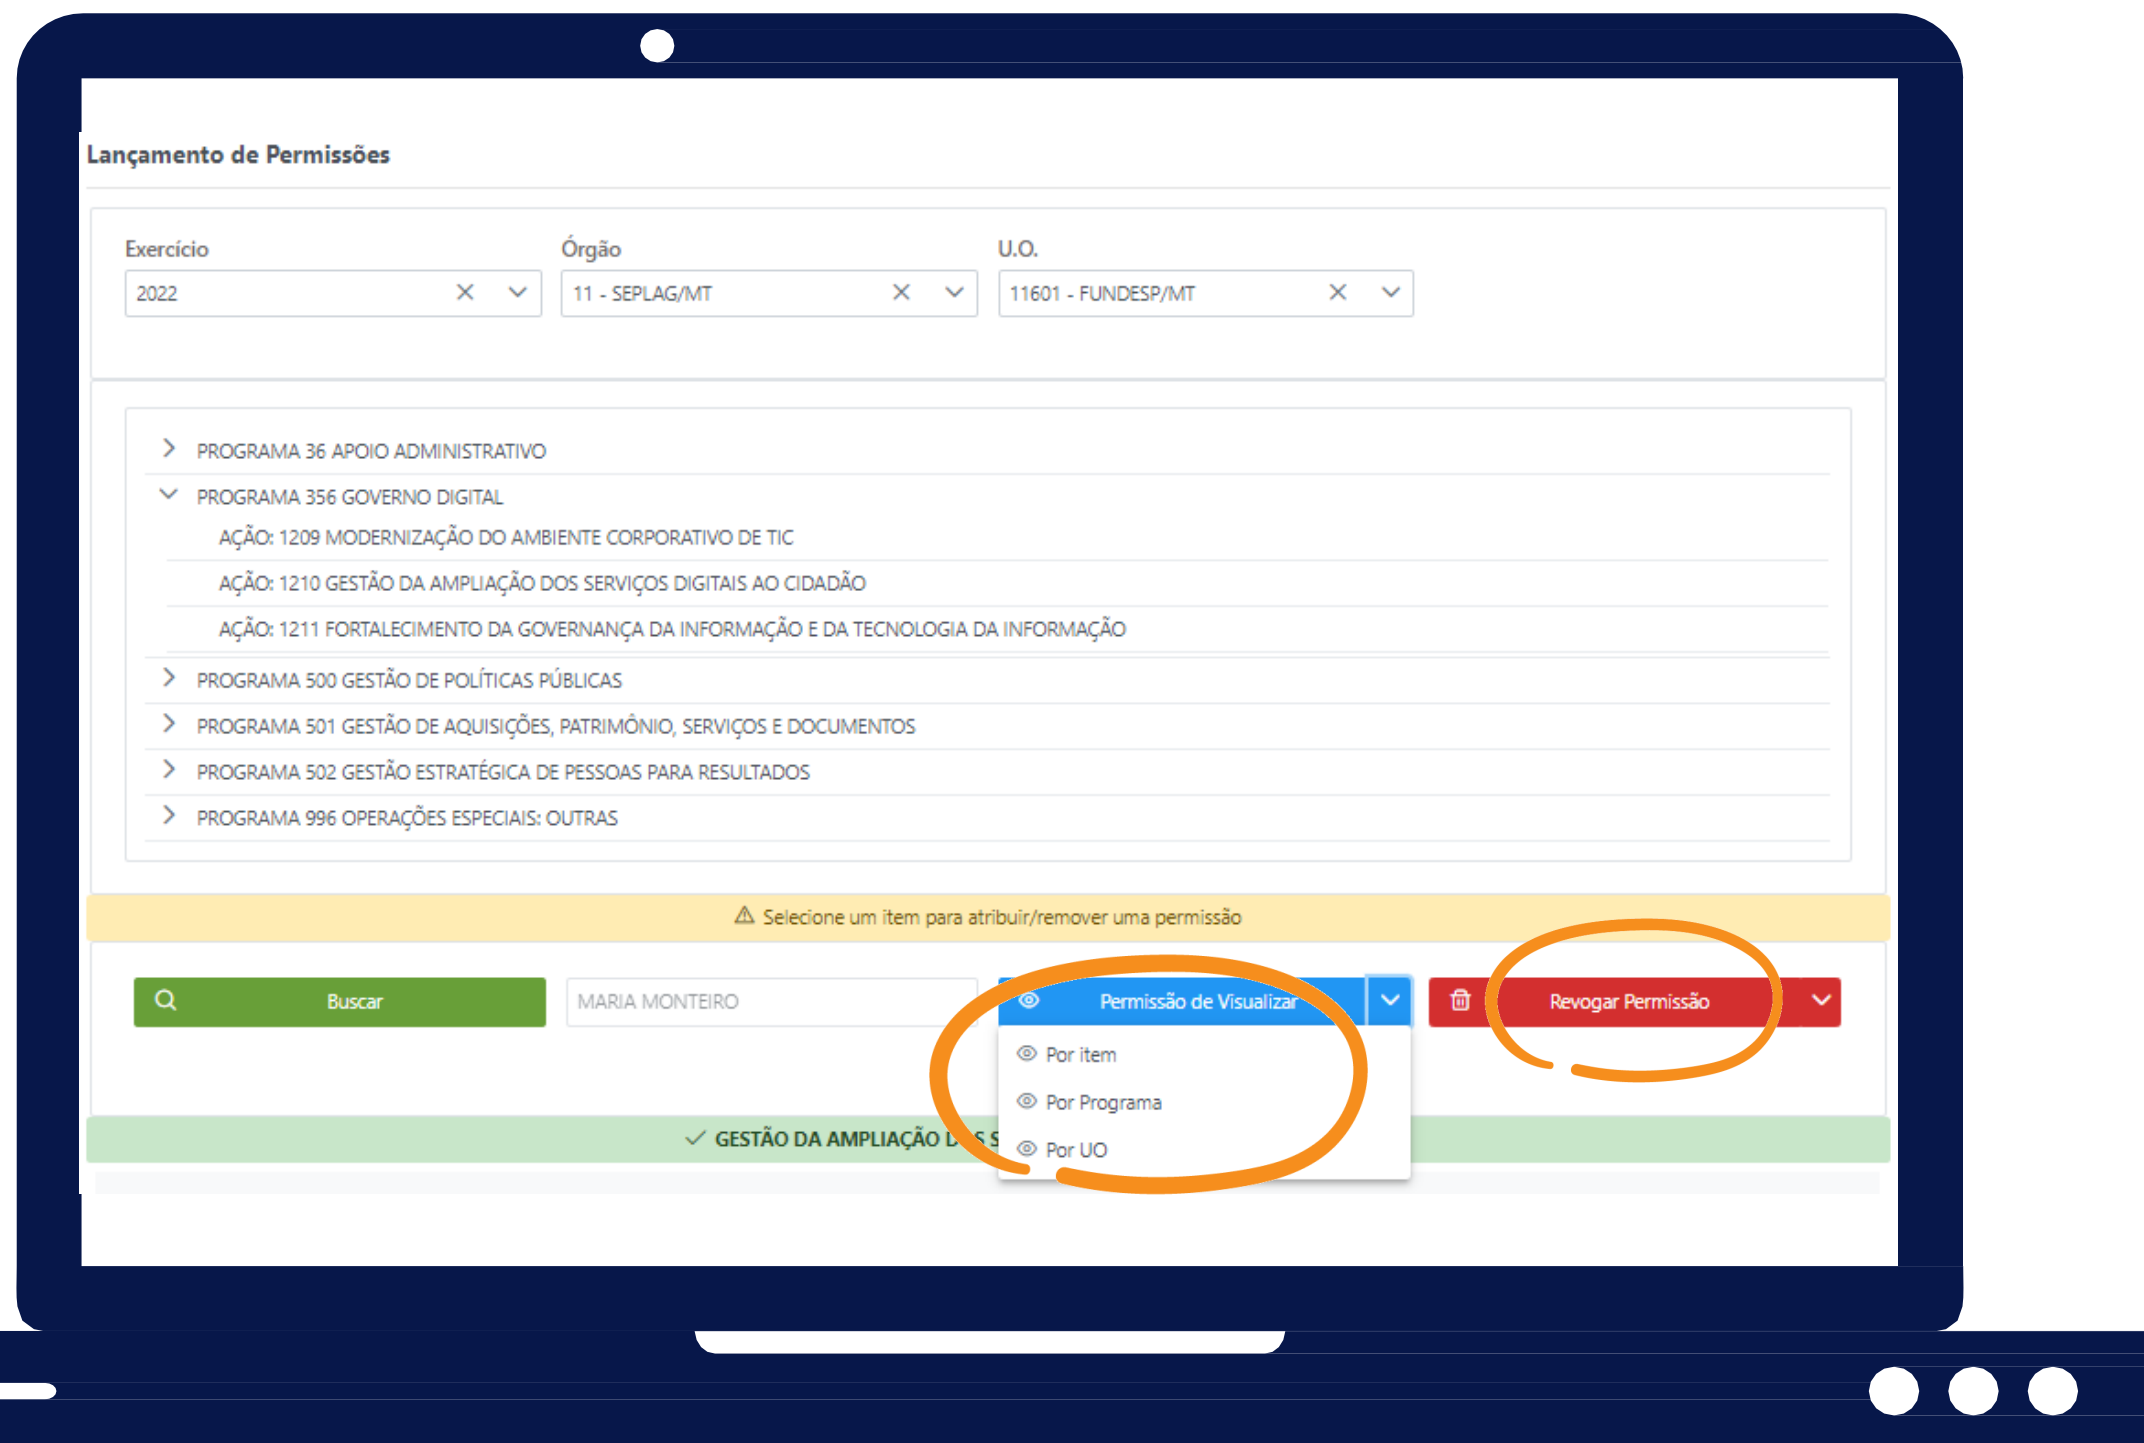 Lançamento de Permissões
Exercício Órgão U.O.
2022 11 - SEPLAG/MT 11601 - FUNDESP/MT
PROGRAMA 36 APOIO ADMINISTRATIVO
PROGRAMA 356 GOVERNO DIGITAL
AÇÃO: 1209 MODERNIZAÇÃO DO AMBIENTE CORPORATIVO DE TIC
AÇÃO: 1210 GESTÃO DA AMPLIAÇÃO DOS SERVIÇOS DIGITAIS AO CIDADÃO
AÇÃO: 1211 FORTALECIMENTO DA GOVERNANÇA DA INFORMAÇÃO E DA TECNOLOGIA DA INFORMAÇÃO
PROGRAMA 500 GESTÃO DE POLÍTICAS PÚBLICAS
PROGRAMA 501 GESTÃO DE AQUISIÇÕES, PATRIMÔNIO, SERVIÇOS E DOCUMENTOS
PROGRAMA 502 GESTÃO ESTRATÉGICA DE PESSOAS PARA RESULTADOS
PROGRAMA 996 OPERAÇÕES ESPECIAIS: OUTRAS
Selecione um item para atribuir/remover uma permissão
Buscar MARIA MONTEIRO Permissão de Visualizar Revogar Permissão
Por item
Por Programa
GESTÃO DA AMPLIAÇÃO DOS S
Por UO